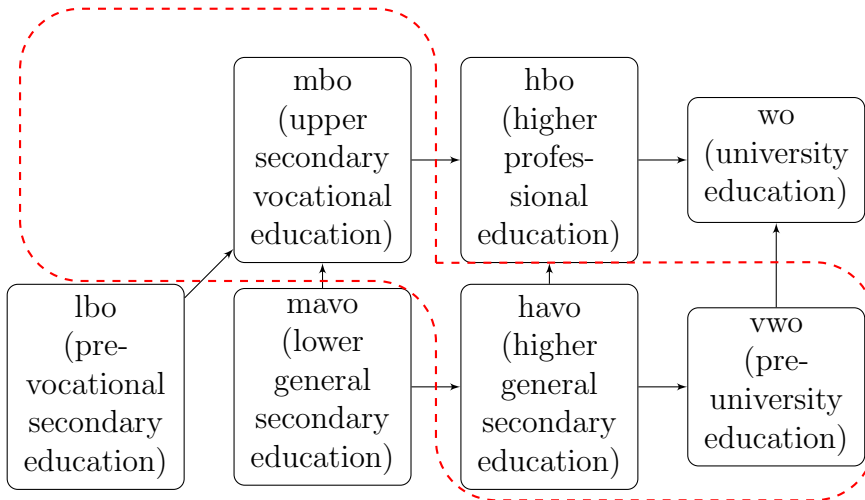 mbo
(upper
secondary
vocational
education)
hbo
(higher
profes-
sional
education)
wo
(university
education)
lbo
(pre-
vocational
secondary
education)
mavo
(lower
general
secondary
education)
havo
(higher
general
secondary
education)
vwo
(pre-
university
education)